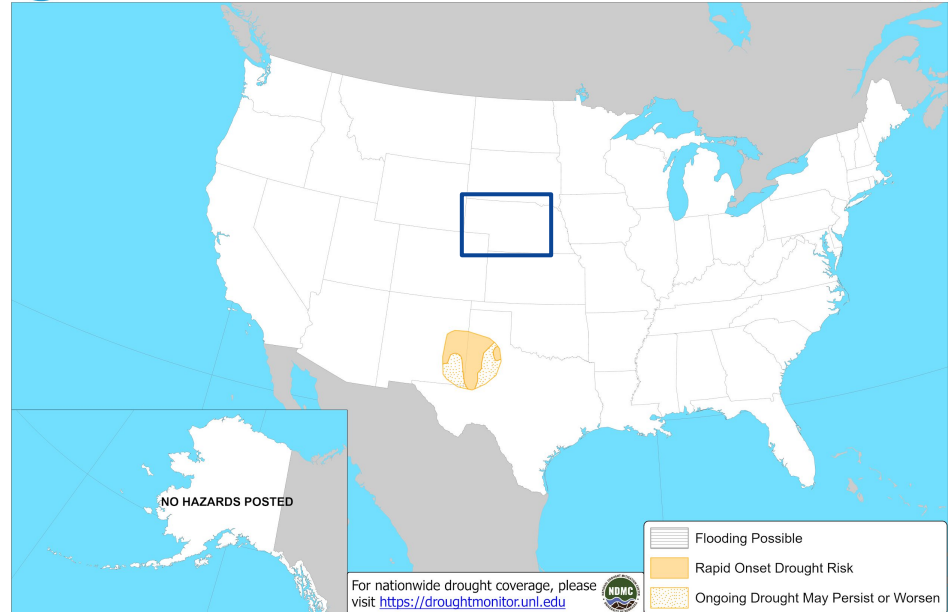 NO HAZARDS POSTED
For nationwide drought coverage, please
visit https://droughtmonitor.unl.edu
NDMC
Flooding Possible
Rapid Onset Drought Risk
Ongoing Drought May Persist or Worsen